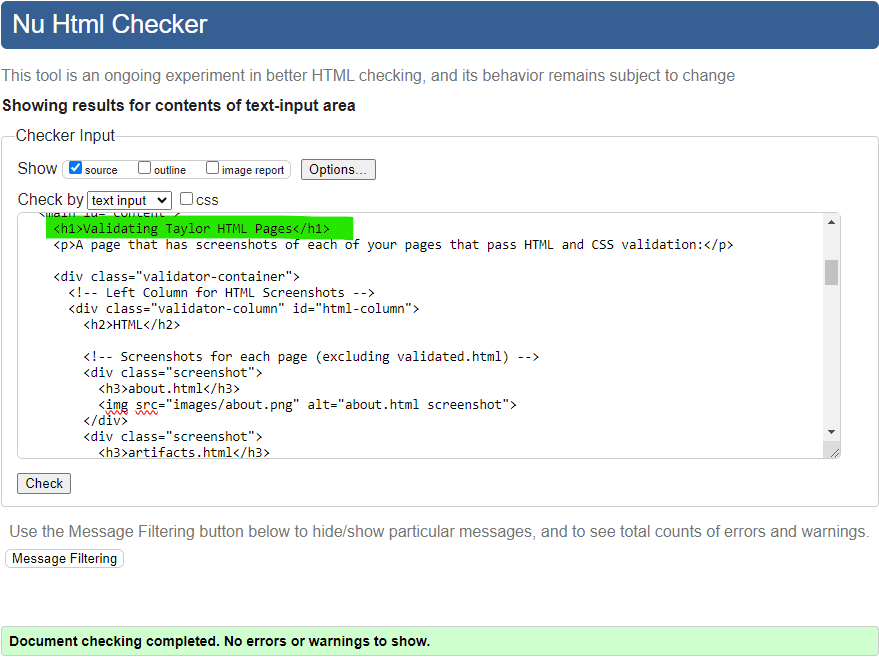 Nu Html Checker
This tool is an ongoing experiment in better HTML checking, and its behavior remains subject to change
Showing results for contents of text-input area
Checker Input
Show source outline image report Options...
Check by text input css
<main id="content">
<h1>Validating Taylor HTML Pages</h1>
<p>A page that has screenshots of each of your pages that pass HTML and CSS validation:</p>
<div class="validator-container">
<!-- Left Column for HTML Screenshots -->
<div class="validator-column" id="html-column">
<h2>HTML</h2>
<!-- Screenshots for each page (excluding validated.html) -->
<div class="screenshot">
<h3>about.html</h3>
<img src="images/about.png" alt="about.html screenshot">
</div>
<div class="screenshot">
<h3>artifacts.html</h3>
Check
Use the Message Filtering button below to hide/show particular messages, and to see total counts of errors and warnings.
Message Filtering
Document checking completed. No errors or warnings to show.